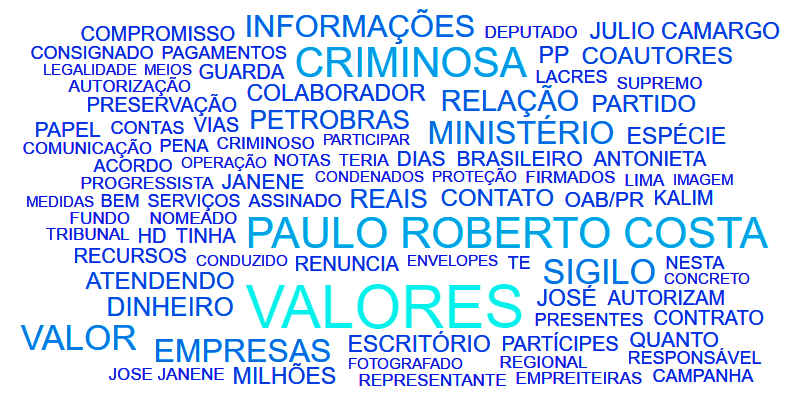 COMPROMISSO INFORMAÇÕES DEPUTADO JULIO CAMARGO
CONSIGNADO PAGAMENTOS CRIMINOSA PP COAUTORES
LEGALIDADE MEIOS GUARDA LACRES SUPREMO
AUTORIZAÇÃO COLABORADOR RELAÇÃO PARTIDO
PRESERVAÇÃO
PAPEL CONTAS VIAS PETROBRAS MINISTÉRIO ESPÉCIE
COMUNICAÇÃO PENA CRIMINOSO PARTICIPAR
ACORDO OPERAÇÃO NOTAS TERIA DIAS BRASILEIRO ANTONIETA
PROGRESSISTA JANENE CONDENADOS PROTEÇÃO FIRMADOS LIMA IMAGEM
MEDIDAS BEM SERVIÇOS ASSINADO REAIS CONTATO OAB/PR KALIM
FUNDO NOMEADO
TRIBUNAL HD TINHA PAULO ROBERTO COSTA
RECURSOS CONDUZIDO RENUNCIA ENVELOPES TE SIGILO NESTA
ATENDENDO CONCRETO
DINHEIRO VALORES JOSÉ AUTORIZAM
PRESENTES CONTRATO
VALOR EMPRESAS ESCRITÓRIO PARTÍCIPES QUANTO
FOTOGRAFADO REGIONAL RESPONSÁVEL
JOSE JANENE MILHÕES REPRESENTANTE EMPREITEIRAS CAMPANHA